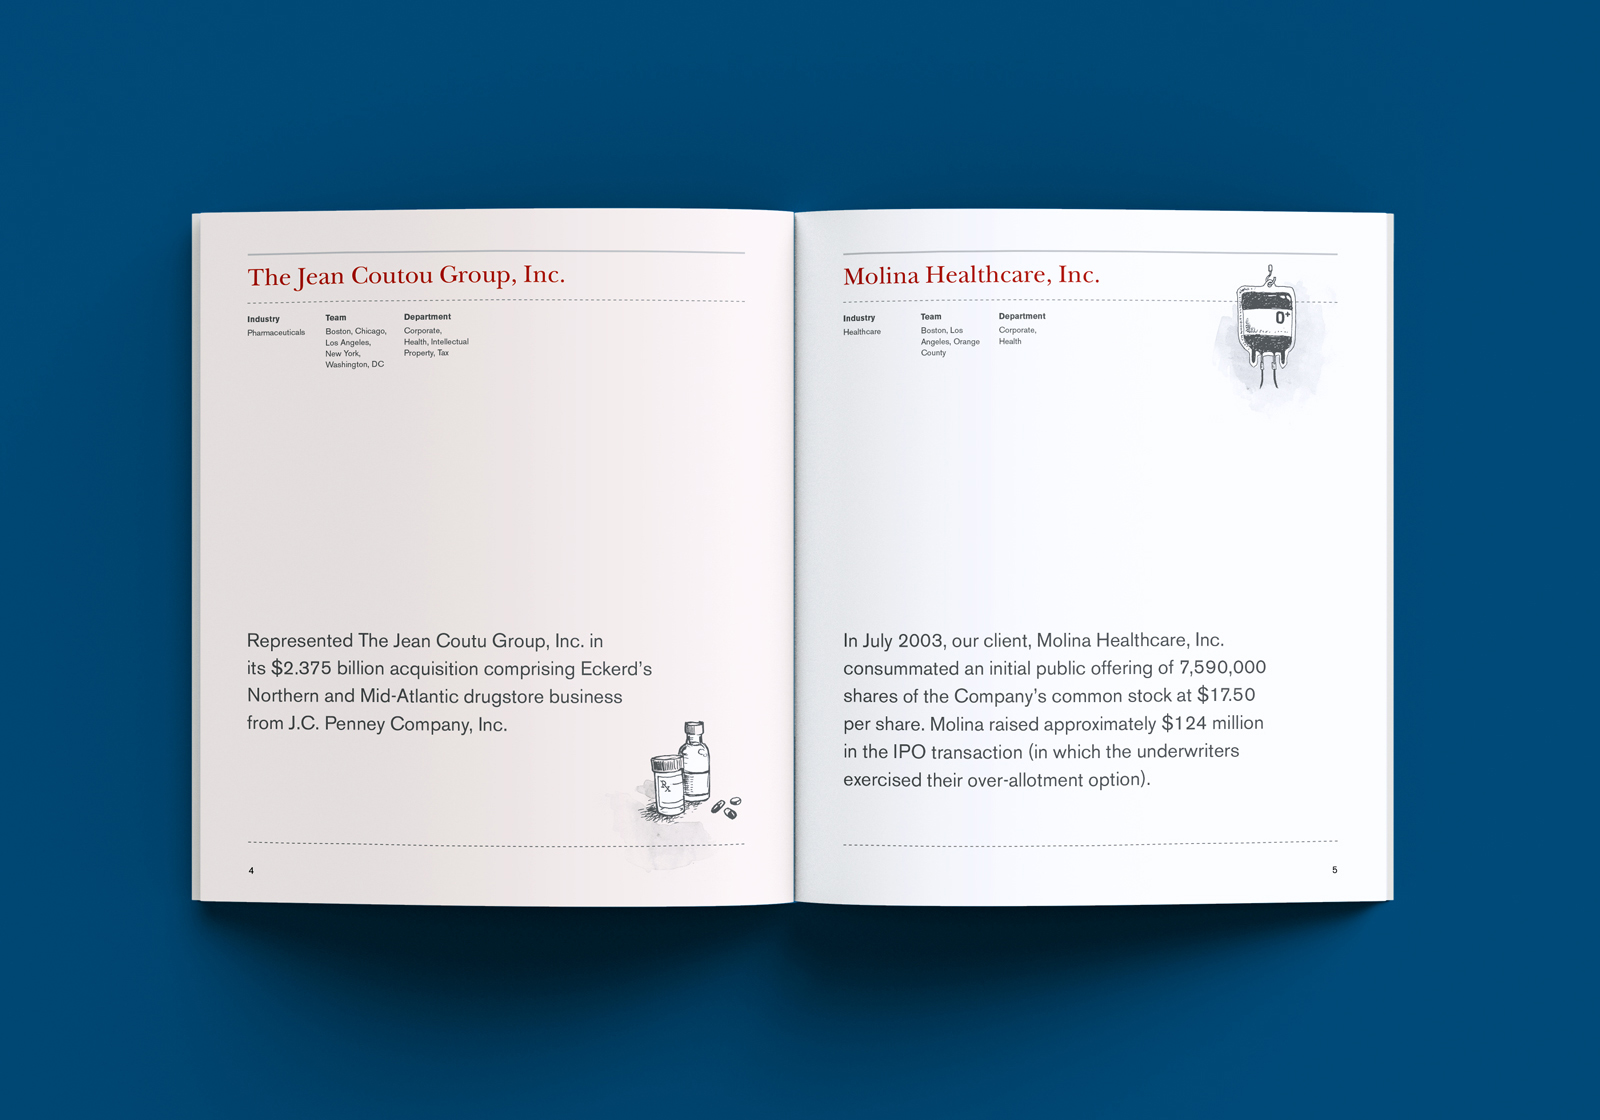 The Jean Coutou Group, Inc.
Industry
Pharmaceuticals
Team
Boston, Chicago,
Los Angeles,
New York,
Washington, DC
Department
Corporate,
Health, Intellectual
Property, Tax
Represented The Jean Coutu Group, Inc. in
its $2.375 billion acquisition comprising Eckerd's
Northern and Mid-Atlantic drugstore business
from J.C. Penney Company, Inc.
Rx
4
Molina Healthcare, Inc.
Industry
Healthcare
Team
Boston, Los
Angeles, Orange
County
Department
Corporate,
Health
O+
In July 2003, our client, Molina Healthcare, Inc.
consummated an initial public offering of 7,590,000
shares of the Company's common stock at $17.50
per share. Molina raised approximately $124 million
in the IPO transaction (in which the underwriters
exercised their over-allotment option).
5